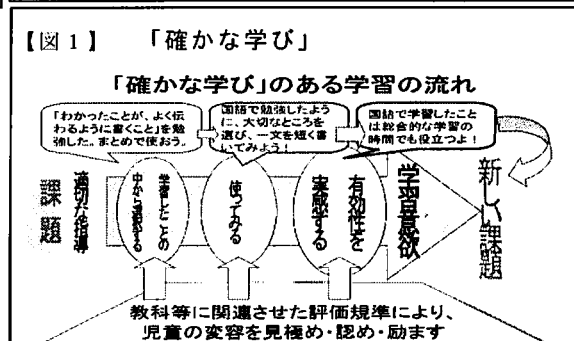 【図1】 「確かな学び」
「確かな学び」のある学習の流れ
「わかったことが、よく伝
わるように書くこと」を勉
強した。まとめで使おう。
国語で勉強したよう
に、大切なところを
選び、一文を短く書
いてみよう！
国語で学習したこと
は総合的な学習の
時間でも役立つよ！
課題
適切な指導
学習したことの
中から選択する
使ってみる
有効性を
実感する
学習意欲
新しい課題
教科等に関連させた評価規準により、
児童の変容を見極め・認め・励ます